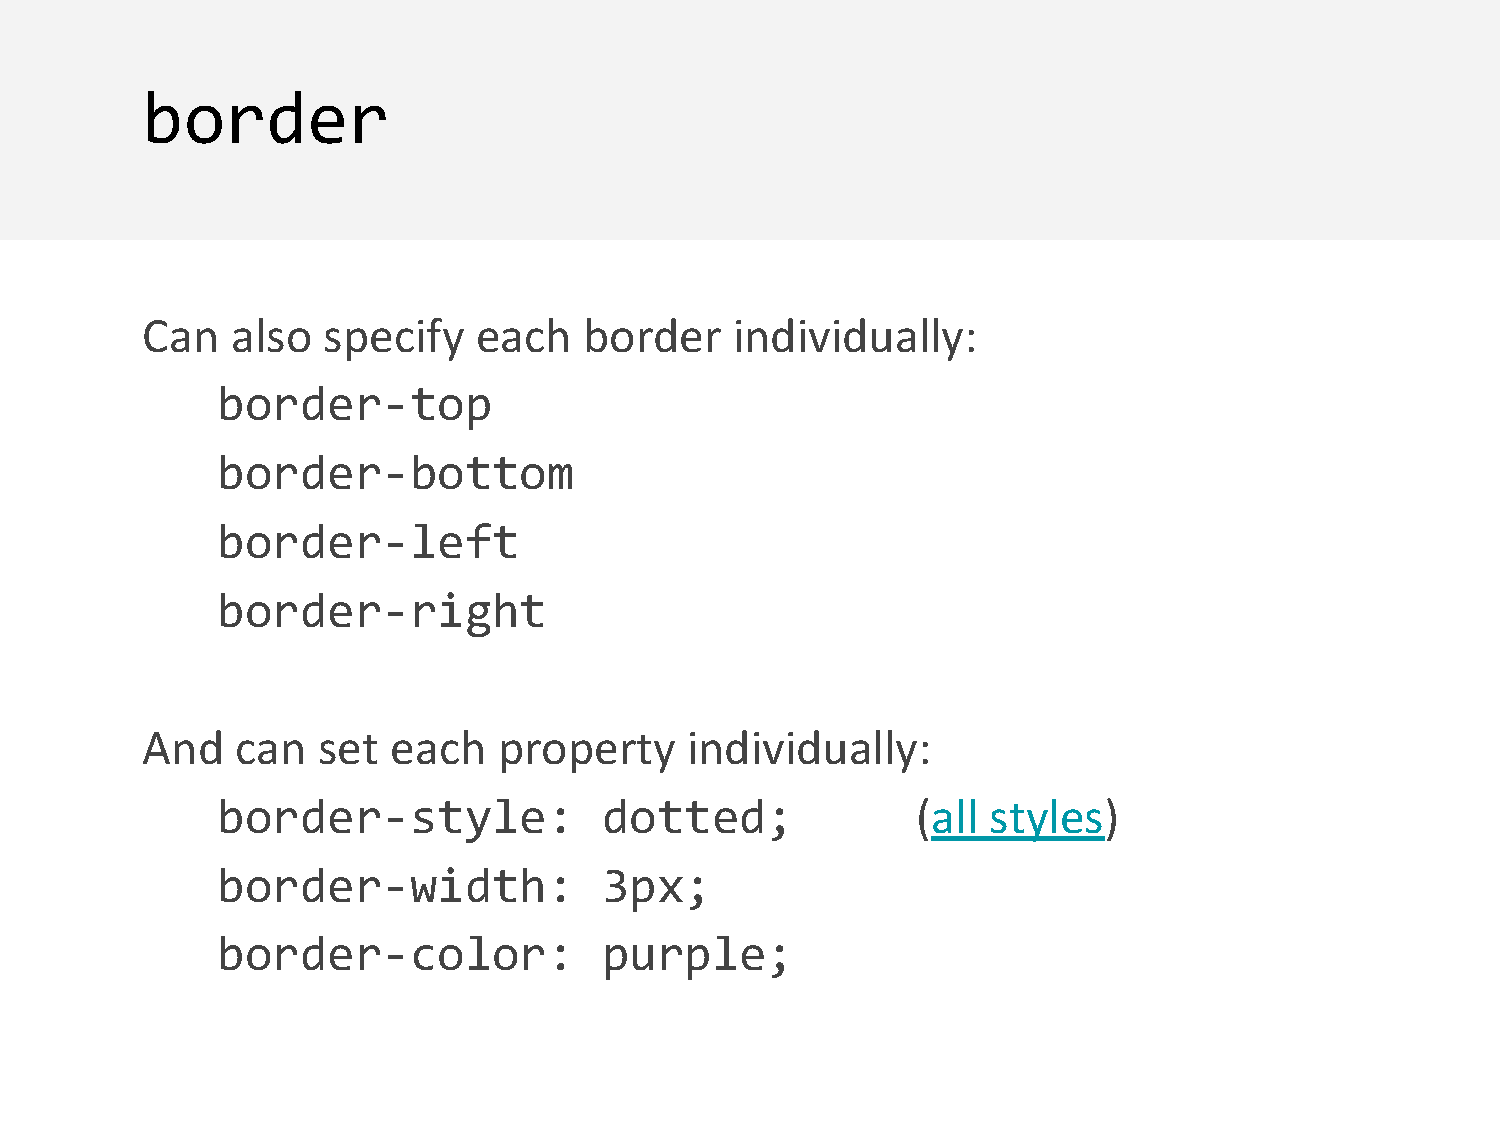 border
Can also specify each border individually:
border-top
border-bottom
border-left
border-right
And can set each property individually:
border-style: dotted; (all styles)
border-width: 3px;
border-color: purple;